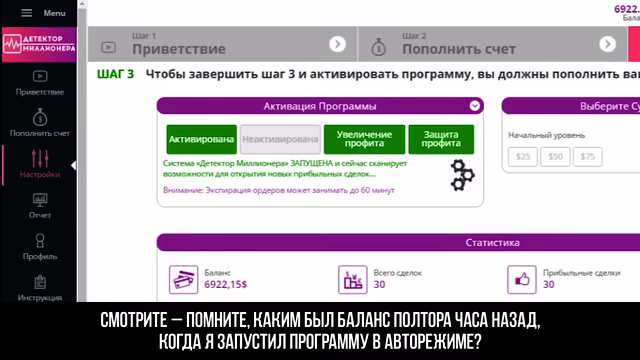 Menu
ДЕТЕКТОР
МИЛЛИОНЕРА
Приветствие
Пополнить счет
Настройки
Отчет
Профиль
Инструкция
Шаг 1
Приветствие
Шаг 2
Пополнить счет
6922,
Бала
ШАГ 3 Чтобы завершить шаг 3 и активировать программу, вы должны пополнить ва
Активация Программы
Активирована
Неактивирована
Увеличение
профита
Защита
профита
Система «Детектор Миллионера» ЗАПУЩЕНА и сейчас сканирует
возможности для открытия новых прибыльных сделок...
Внимание: Экспирация ордеров может занимать до 60 минут
Выберите Су
Начальный уровень
$25 $50 $75
Статистика
Баланс
6922,15$
Всего сделок
30
Прибыльные сделки
30
СМОТРИТЕ – ПОМНИТЕ, КАКИМ БЫЛ БАЛАНС ПОЛТОРА ЧАСА НАЗАД,
КОГДА Я ЗАПУСТИЛ ПРОГРАММУ В АВТОРЕЖИМЕ?